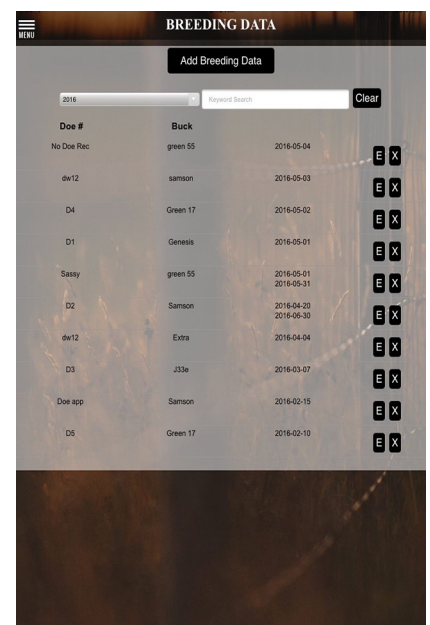 BREEDING DATA
MENU
Add Breeding Data
2016 Keyword Search Clear
Doe # Buck
No Doe Rec green 55 2016-05-04 E X
dw12 samson 2016-05-03 E X
D4 Green 17 2016-05-02 E X
D1 Genesis 2016-05-01 E X
Sassy green 55 2016-05-01
2016-05-31 E X
D2 Samson 2016-04-20
2016-06-30 E X
dw12 Extra 2016-04-04 E X
D3 J33e 2016-03-07 E X
Doe app Samson 2016-02-15 E X
D5 Green 17 2016-02-10 E X